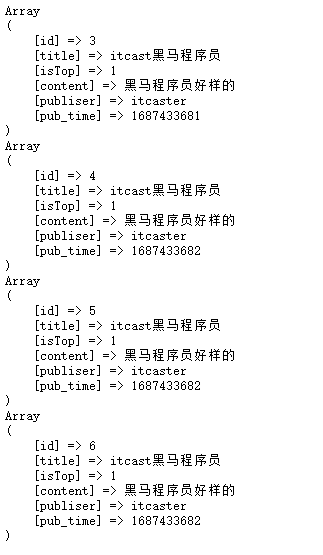 Array
(
    [id] => 3
    [title] => itcast黑马程序员
    [isTop] => 1
    [content] => 黑马程序员好样的
    [publiser] => itcaster
    [pub_time] => 1687433681
)
Array
(
    [id] => 4
    [title] => itcast黑马程序员
    [isTop] => 1
    [content] => 黑马程序员好样的
    [publiser] => itcaster
    [pub_time] => 1687433682
)
Array
(
    [id] => 5
    [title] => itcast黑马程序员
    [isTop] => 1
    [content] => 黑马程序员好样的
    [publiser] => itcaster
    [pub_time] => 1687433682
)
Array
(
    [id] => 6
    [title] => itcast黑马程序员
    [isTop] => 1
    [content] => 黑马程序员好样的
    [publiser] => itcaster
    [pub_time] => 1687433682
)